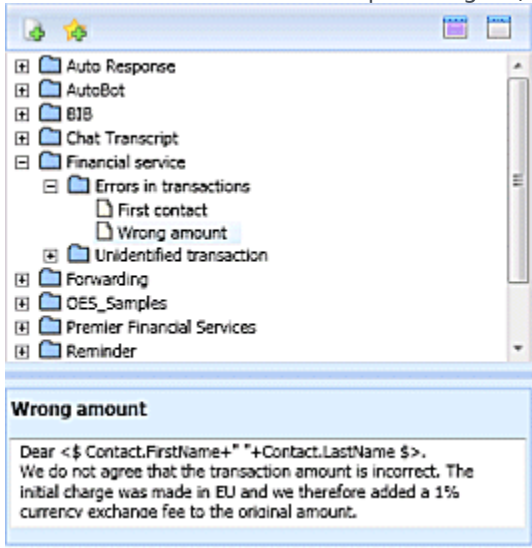 Auto Response
AutoBot
BIB
Chat Transcript
Financial service
Errors in transactions
First contact
Wrong amount
Unidentified transaction
Forwarding
OES_Samples
Premier Financial Services
Reminder
Wrong amount
Dear <$ Contact.FirstName+" "+Contact.LastName $>.
We do not agree that the transaction amount is incorrect. The
initial charge was made in EU and we therefore added a 1%
currency exchange fee to the original amount.